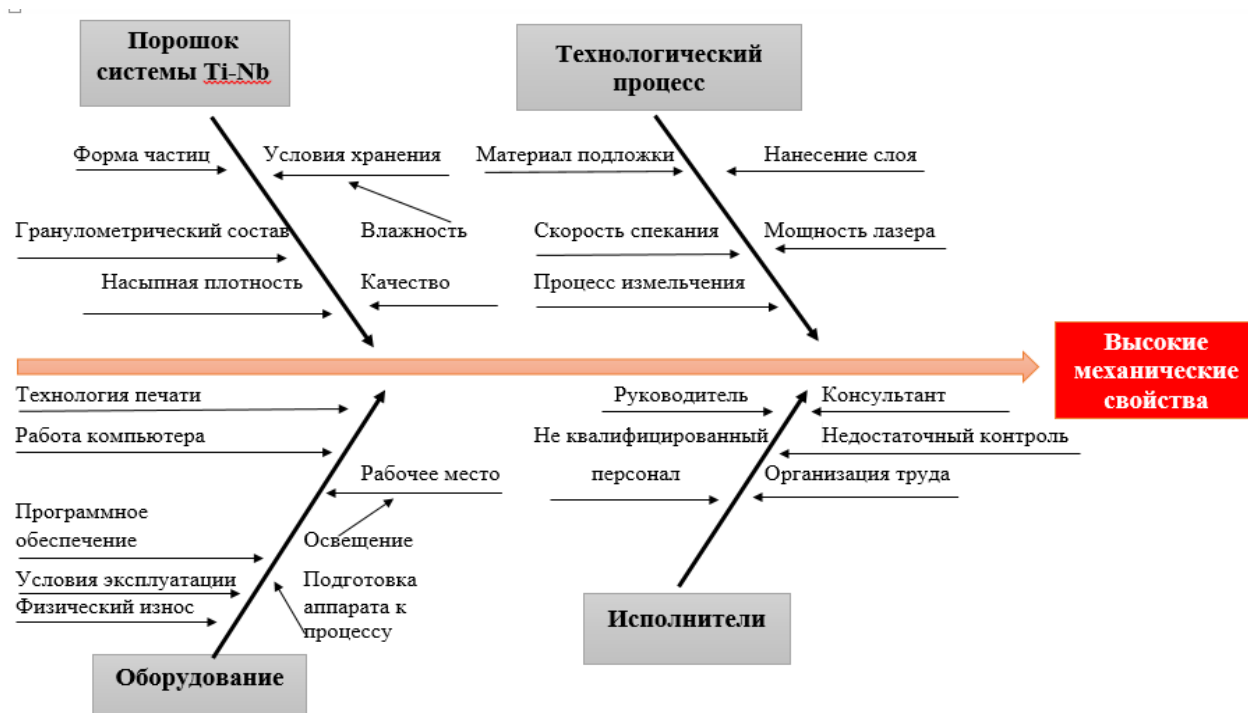 Порошок
системы Ti-Nb
Технологический
процесс
Форма частиц
Условия хранения
Материал подложки
Нанесение слоя
Гранулометрический состав
Влажность
Скорость спекания
Мощность лазера
Насыпная плотность
Качество
Процесс измельчения
Высокие
механические
свойства
Технология печати
Руководитель
Консультант
Работа компьютера
Не квалифицированный
персонал
Недостаточный контроль
Рабочее место
Организация труда
Программное
обеспечение
Освещение
Условия эксплуатации
Физический износ
Подготовка
аппарата к
процессу
Исполнители
Оборудование